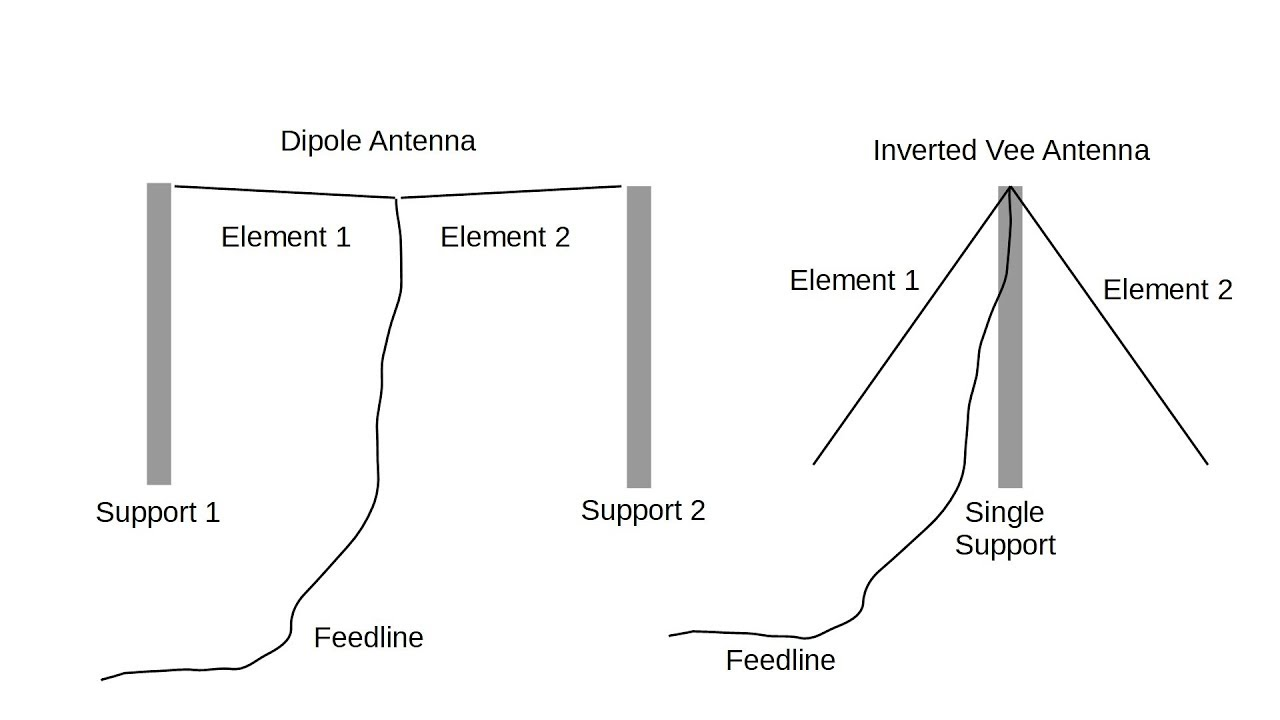 Dipole Antenna
Element 1
Element 2
Support 1
Support 2
Feedline
Inverted Vee Antenna
Element 1
Element 2
Single
Support
Feedline